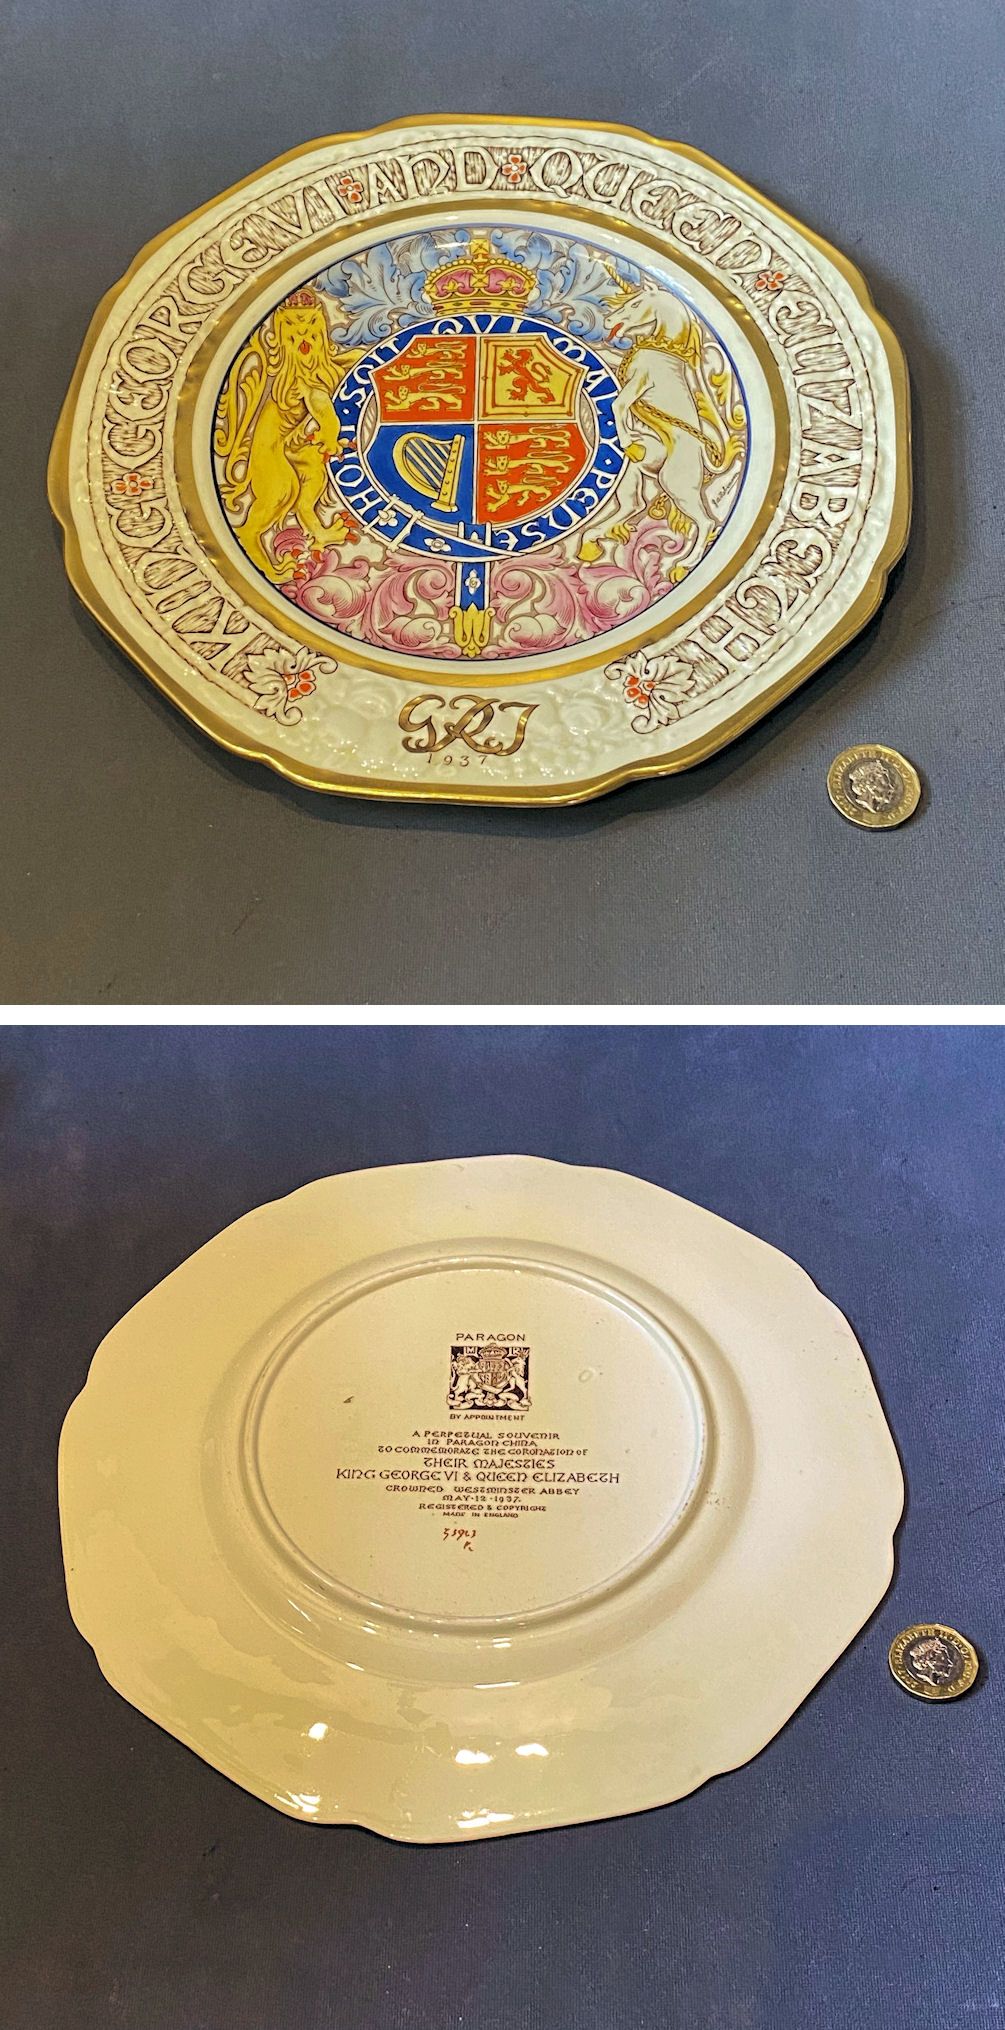 KING GEORGE VI AND QUEEN ELIZABETH
HONI · SOIT · QUI · MAL · Y · PENSE
GRI
1937
PARAGON
BY APPOINTMENT
A PERPETUAL SOUVENIR
IN PARAGON CHINA
TO COMMEMORATE THE CORONATION OF
THEIR MAJESTIES
KING GEORGE VI & QUEEN ELIZABETH
CROWNED WESTMINSTER ABBEY
MAY · 12 · 1937.
REGISTERED & COPYRIGHT
MADE IN ENGLAND